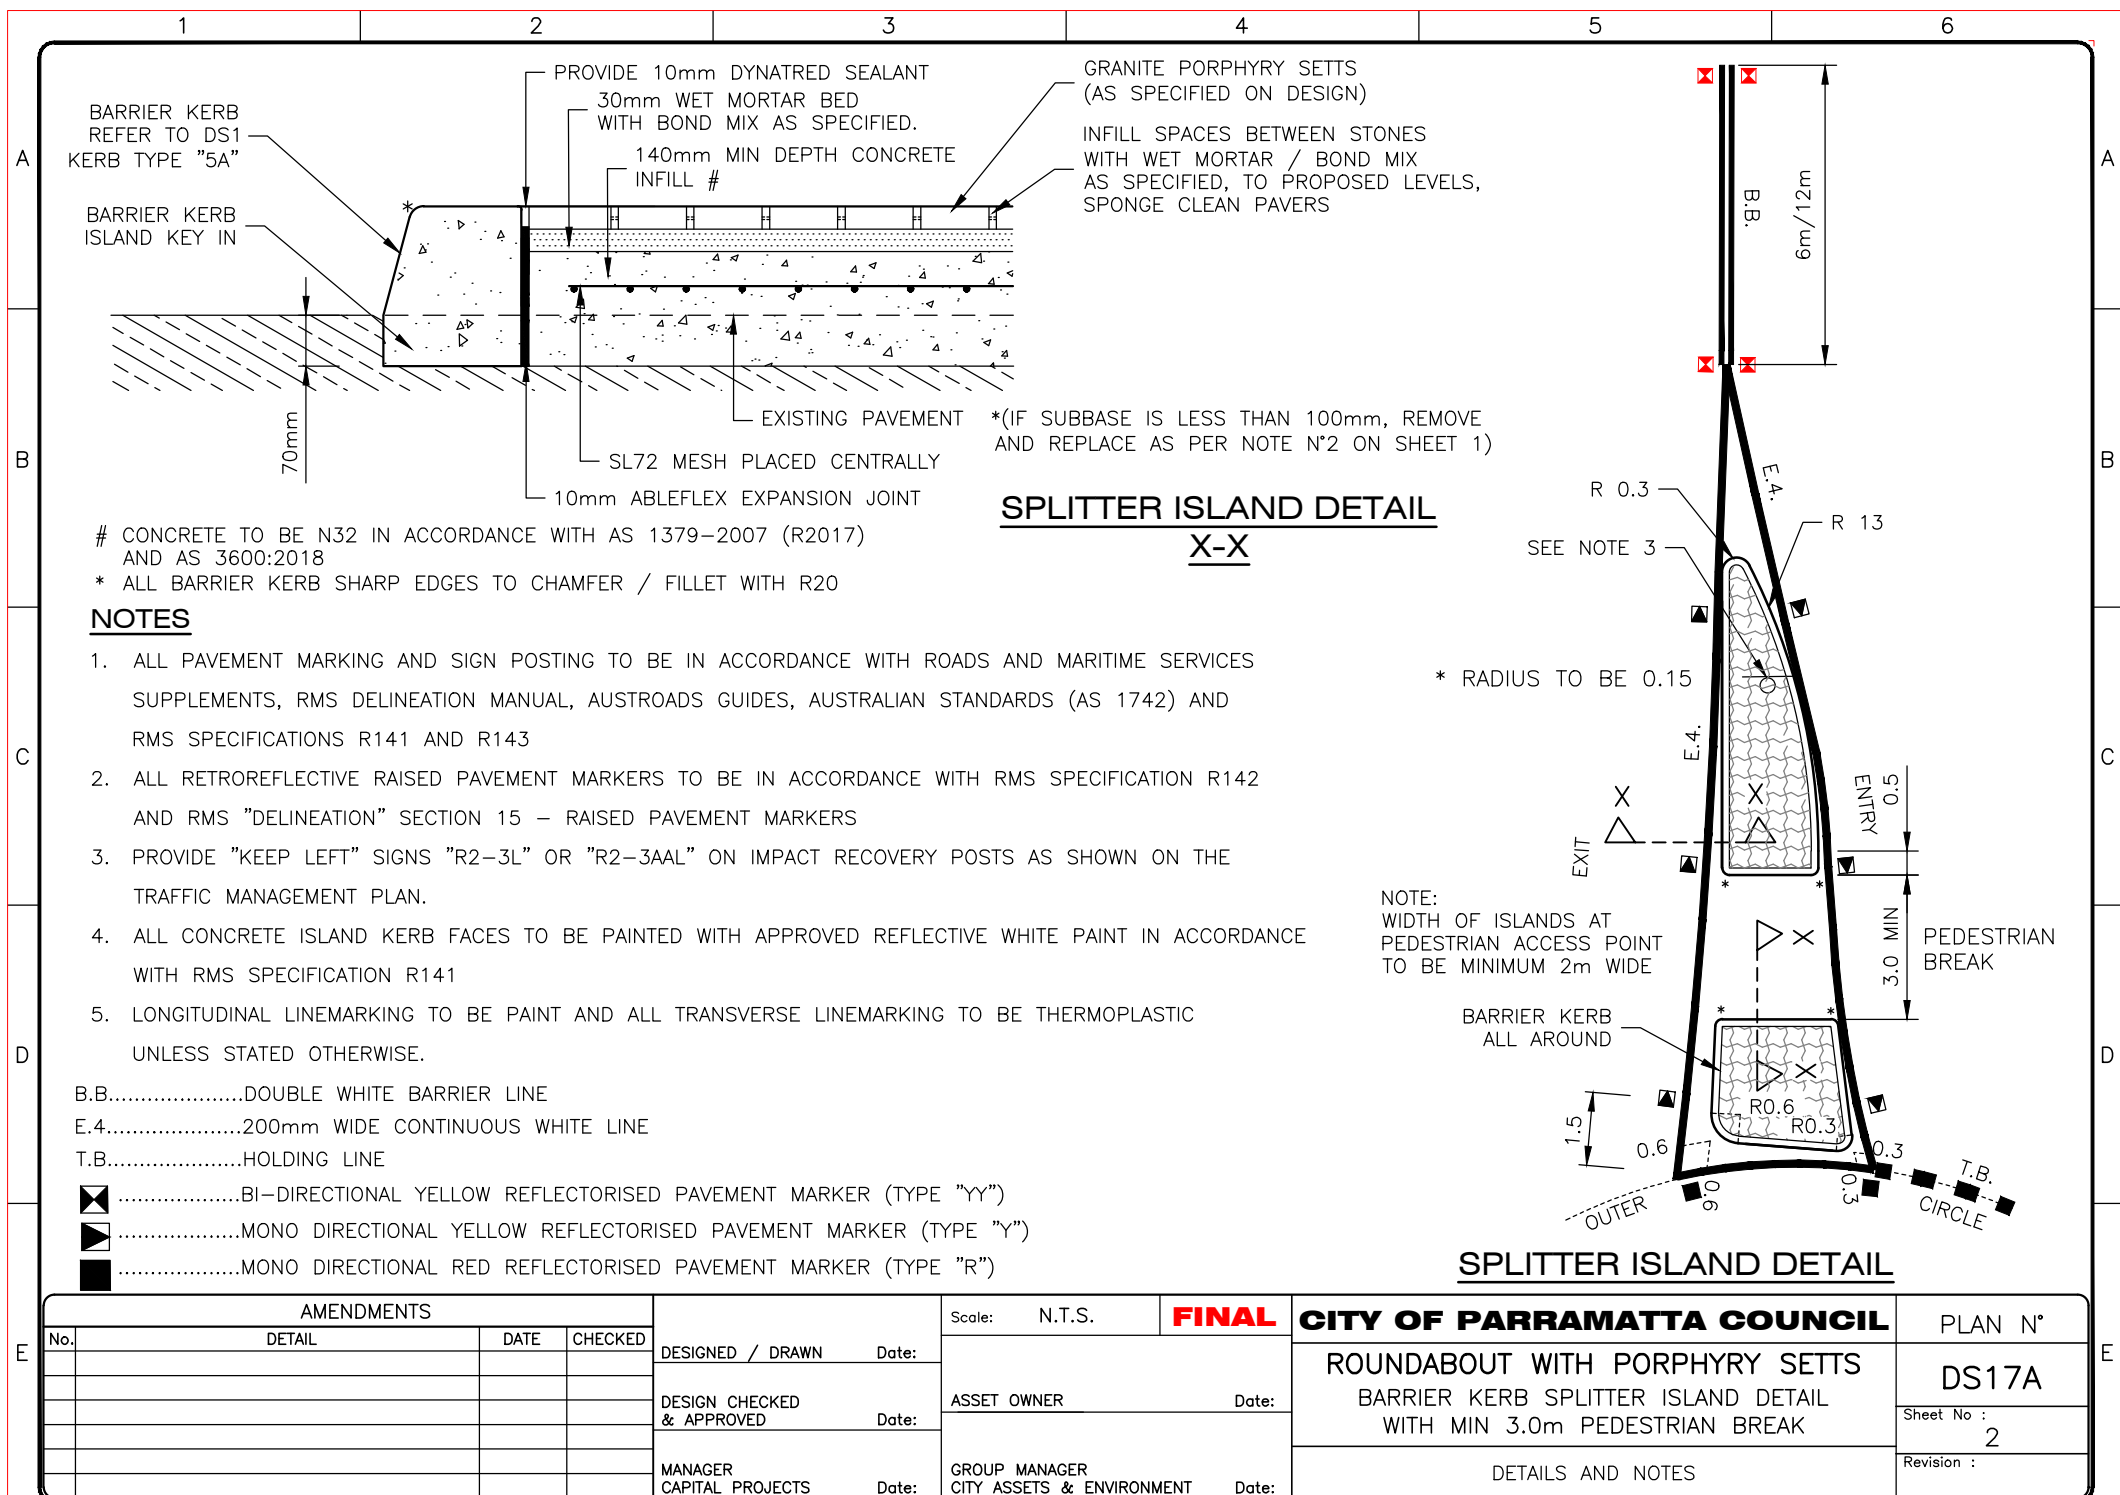 1 2 3 4 5 6
A
B
C
D
E
A
B
C
D
E
BARRIER KERB
REFER TO DS1
KERB TYPE "5A"
BARRIER KERB
ISLAND KEY IN
PROVIDE 10mm DYNATRED SEALANT
30mm WET MORTAR BED
WITH BOND MIX AS SPECIFIED.
140mm MIN DEPTH CONCRETE
INFILL #
GRANITE PORPHYRY SETTS
(AS SPECIFIED ON DESIGN)
INFILL SPACES BETWEEN STONES
WITH WET MORTAR / BOND MIX
AS SPECIFIED, TO PROPOSED LEVELS,
SPONGE CLEAN PAVERS
*
70mm
EXISTING PAVEMENT
*(IF SUBBASE IS LESS THAN 100mm, REMOVE
AND REPLACE AS PER NOTE N°2 ON SHEET 1)
SL72 MESH PLACED CENTRALLY
10mm ABLEFLEX EXPANSION JOINT
SPLITTER ISLAND DETAIL
X-X
# CONCRETE TO BE N32 IN ACCORDANCE WITH AS 1379-2007 (R2017)
AND AS 3600:2018
* ALL BARRIER KERB SHARP EDGES TO CHAMFER / FILLET WITH R20
NOTES
1. ALL PAVEMENT MARKING AND SIGN POSTING TO BE IN ACCORDANCE WITH ROADS AND MARITIME SERVICES
SUPPLEMENTS, RMS DELINEATION MANUAL, AUSTROADS GUIDES, AUSTRALIAN STANDARDS (AS 1742) AND
RMS SPECIFICATIONS R141 AND R143
2. ALL RETROREFLECTIVE RAISED PAVEMENT MARKERS TO BE IN ACCORDANCE WITH RMS SPECIFICATION R142
AND RMS "DELINEATION" SECTION 15 - RAISED PAVEMENT MARKERS
3. PROVIDE "KEEP LEFT" SIGNS "R2-3L" OR "R2-3AAL" ON IMPACT RECOVERY POSTS AS SHOWN ON THE
TRAFFIC MANAGEMENT PLAN.
4. ALL CONCRETE ISLAND KERB FACES TO BE PAINTED WITH APPROVED REFLECTIVE WHITE PAINT IN ACCORDANCE
WITH RMS SPECIFICATION R141
5. LONGITUDINAL LINEMARKING TO BE PAINT AND ALL TRANSVERSE LINEMARKING TO BE THERMOPLASTIC
UNLESS STATED OTHERWISE.
B.B.....................DOUBLE WHITE BARRIER LINE
E.4.....................200mm WIDE CONTINUOUS WHITE LINE
T.B.....................HOLDING LINE
...................BI-DIRECTIONAL YELLOW REFLECTORISED PAVEMENT MARKER (TYPE "YY")
...................MONO DIRECTIONAL YELLOW REFLECTORISED PAVEMENT MARKER (TYPE "Y")
...................MONO DIRECTIONAL RED REFLECTORISED PAVEMENT MARKER (TYPE "R")
B.B.
6m/12m
E.4.
R 0.3
R 13
SEE NOTE 3
* RADIUS TO BE 0.15
E.4.
X X
EXIT
ENTRY
0.5
* *
NOTE:
WIDTH OF ISLANDS AT
PEDESTRIAN ACCESS POINT
TO BE MINIMUM 2m WIDE
X
3.0 MIN
PEDESTRIAN
BREAK
* *
BARRIER KERB
ALL AROUND
X
R0.6
R0.3
1.5
0.6
0.3
0.6
0.3
T.B.
OUTER
CIRCLE
SPLITTER ISLAND DETAIL
AMENDMENTS
No. DETAIL DATE CHECKED
DESIGNED / DRAWN Date:
DESIGN CHECKED
& APPROVED Date:
MANAGER
CAPITAL PROJECTS Date:
Scale: N.T.S. FINAL
ASSET OWNER Date:
GROUP MANAGER
CITY ASSETS & ENVIRONMENT Date:
CITY OF PARRAMATTA COUNCIL
ROUNDABOUT WITH PORPHYRY SETTS
BARRIER KERB SPLITTER ISLAND DETAIL
WITH MIN 3.0m PEDESTRIAN BREAK
DETAILS AND NOTES
PLAN N°
DS17A
Sheet No :
2
Revision :